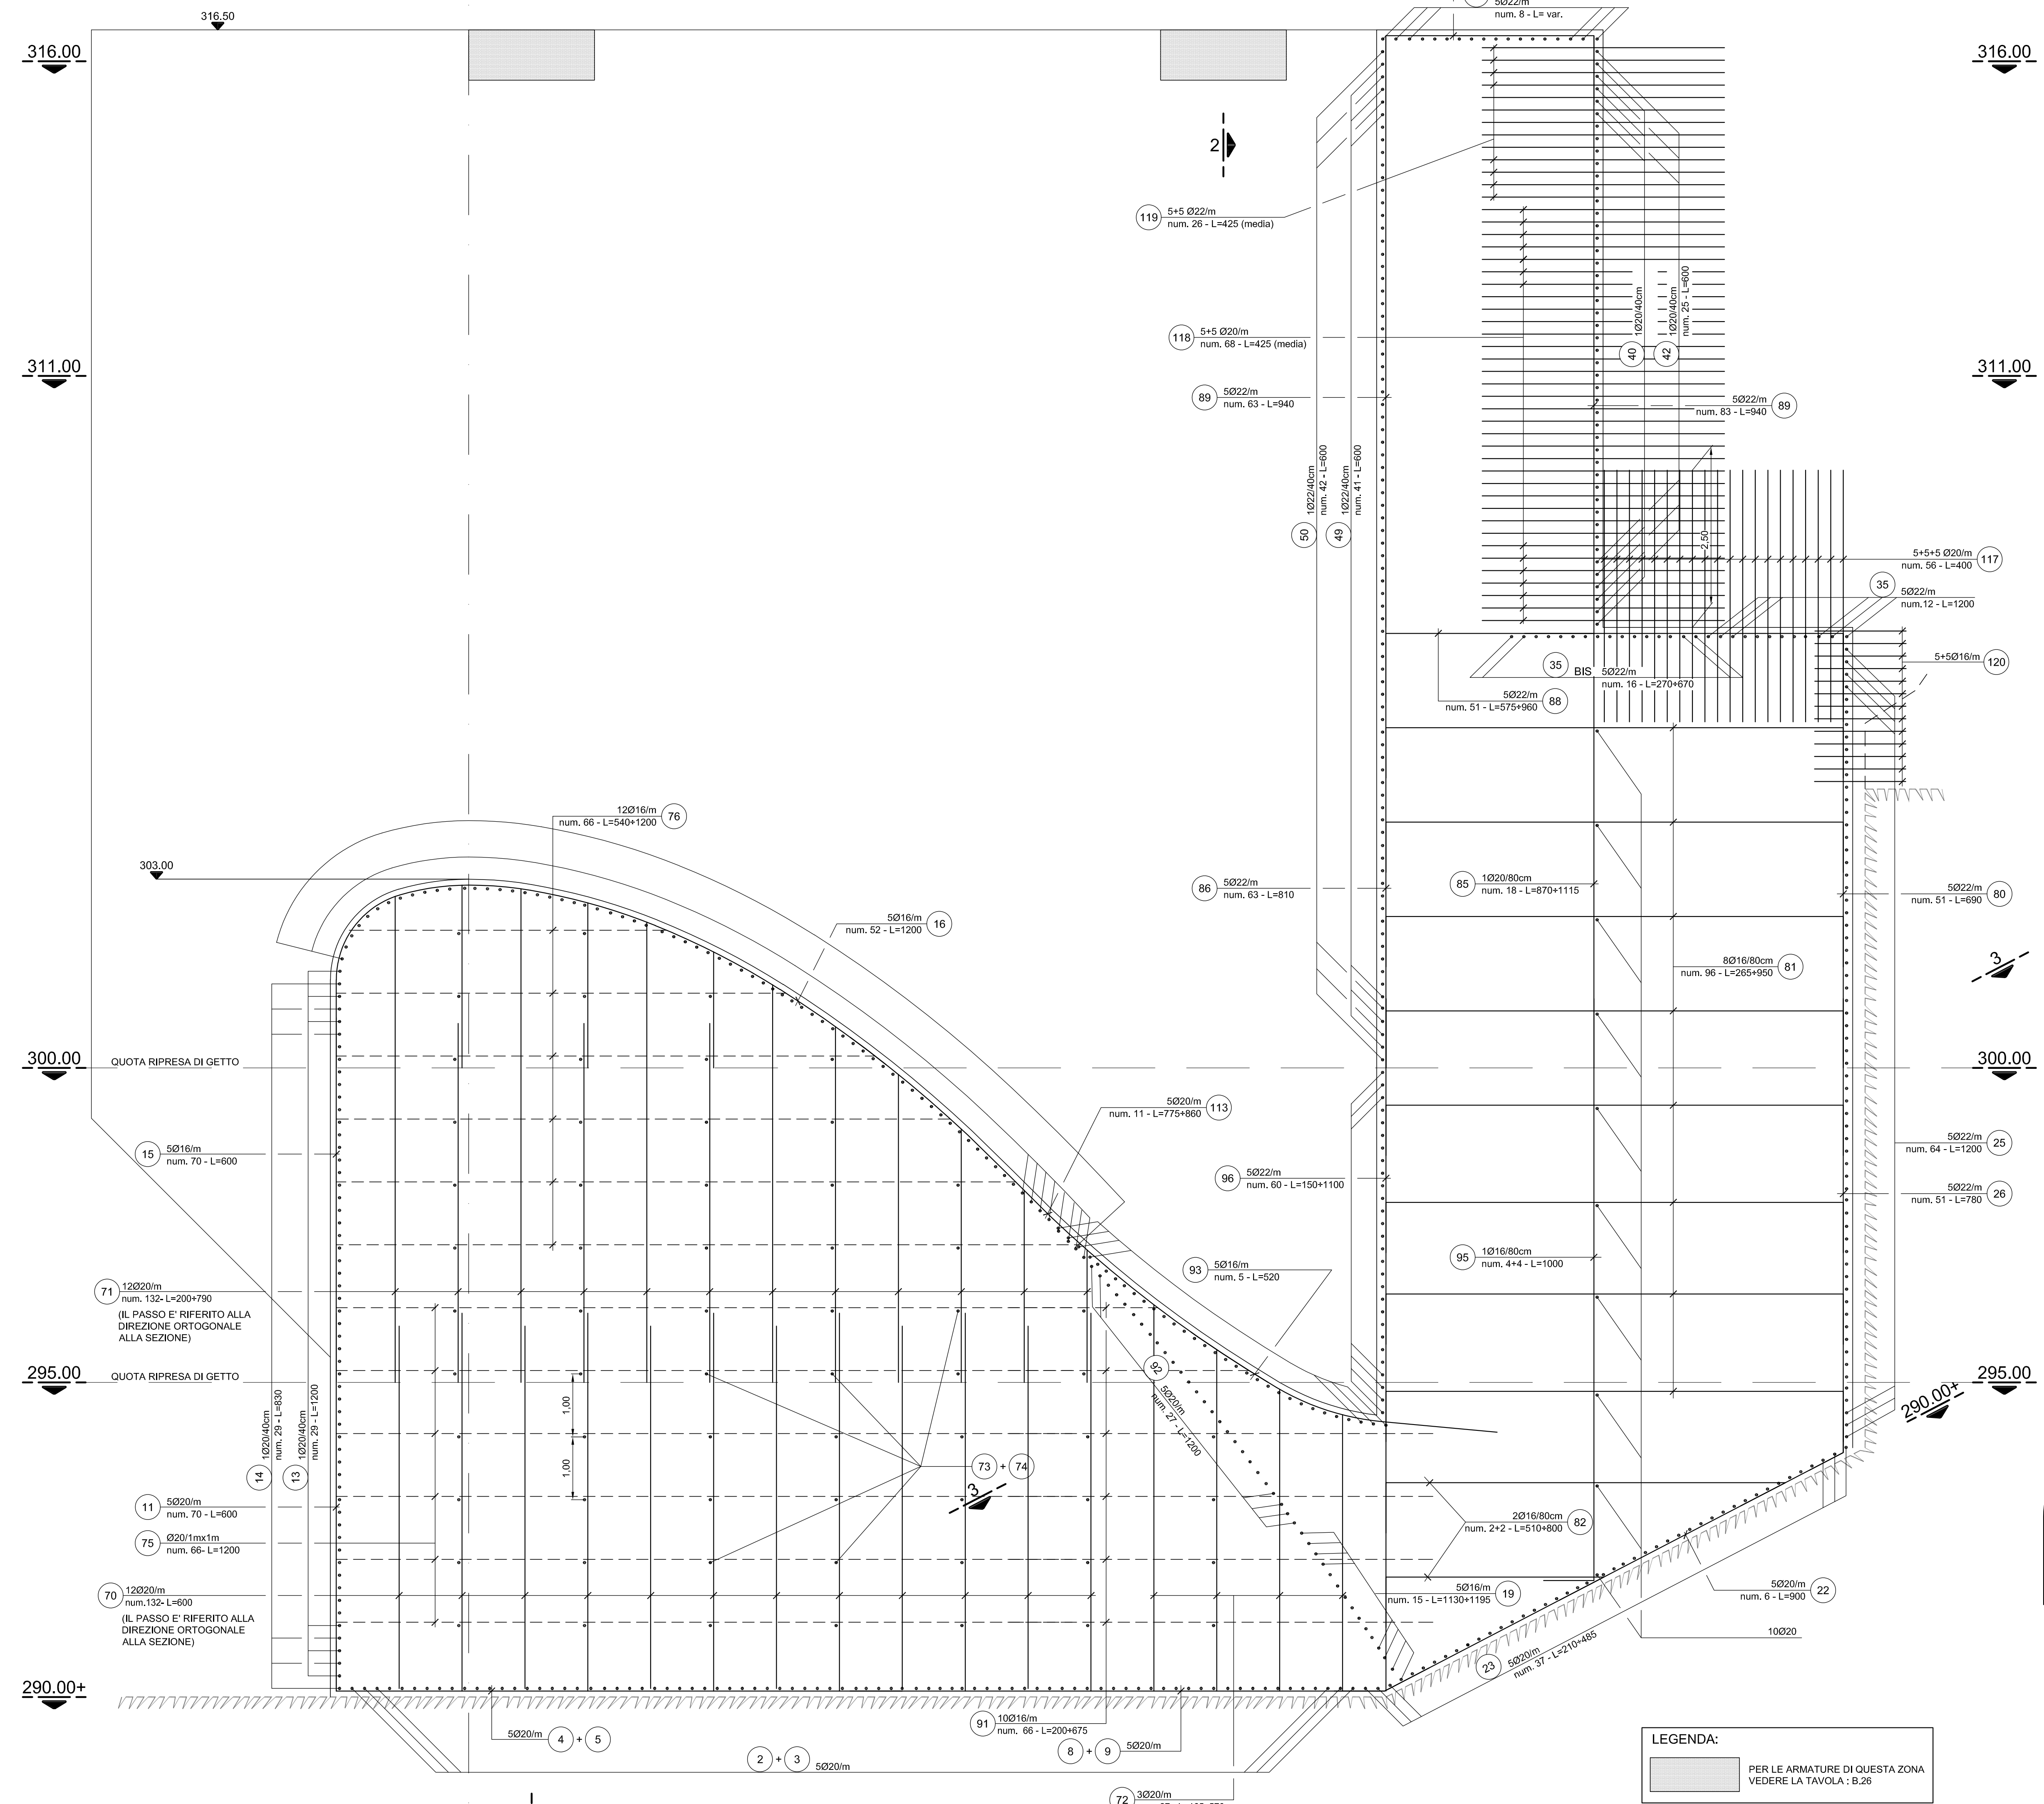 316.50
5Ø22/m
num. 8 - L= var.
316.00
316.00
2
119
5+5 Ø22/m
num. 26 - L=425 (media)
118
5+5 Ø20/m
num. 68 - L=425 (media)
1Ø20/40cm
40
1Ø20/40cm
num. 25 - L=600
42
311.00
311.00
89
5Ø22/m
num. 63 - L=940
5Ø22/m
num. 83 - L=940
89
1Ø22/40cm
num. 42 - L=600
50
1Ø22/40cm
num. 41 - L=600
49
2,50
5+5+5 Ø20/m
num. 56 - L=400
117
35
5Ø22/m
num.12 - L=1200
5+5Ø16/m
120
35
BIS
5Ø22/m
num. 16 - L=270÷670
5Ø22/m
num. 51 - L=575÷960
88
12Ø16/m
num. 66 - L=540÷1200
76
303.00
5Ø16/m
num. 52 - L=1200
16
86
5Ø22/m
num. 63 - L=810
85
1Ø20/80cm
num. 18 - L=870÷1115
5Ø22/m
num. 51 - L=690
80
8Ø16/80cm
num. 96 - L=265÷950
81
3
300.00
QUOTA RIPRESA DI GETTO
300.00
5Ø20/m
num. 11 - L=775÷860
113
15
5Ø16/m
num. 70 - L=600
5Ø22/m
num. 64 - L=1200
25
96
5Ø22/m
num. 60 - L=150÷1100
5Ø22/m
num. 51 - L=780
26
95
1Ø16/80cm
num. 4+4 - L=1000
93
5Ø16/m
num. 5 - L=520
71
12Ø20/m
num. 132- L=200÷790
(IL PASSO E' RIFERITO ALLA
DIREZIONE ORTOGONALE
ALLA SEZIONE)
92
5Ø20/m
num. 27 - L=1200
295.00
QUOTA RIPRESA DI GETTO
295.00
290.00+
1,00
1,00
1Ø20/40cm
num. 29 - L=830
14
1Ø20/40cm
num. 29 - L=1200
13
73 + 74
3
11
5Ø20/m
num. 70 - L=600
75
Ø20/1mx1m
num. 66- L=1200
2Ø16/80cm
num. 2+2 - L=510÷800
82
70
12Ø20/m
num.132- L=600
(IL PASSO E' RIFERITO ALLA
DIREZIONE ORTOGONALE
ALLA SEZIONE)
5Ø16/m
num. 15 - L=1130÷1195
19
5Ø20/m
num. 6 - L=900
22
10Ø20
23
5Ø20/m
num. 37 - L=210÷485
290.00+
5Ø20/m
4 + 5
91
10Ø16/m
num. 66 - L=200÷675
8 + 9
5Ø20/m
2 + 3
5Ø20/m
72
3Ø20/m
LEGENDA:
PER LE ARMATURE DI QUESTA ZONA
VEDERE LA TAVOLA : B.26